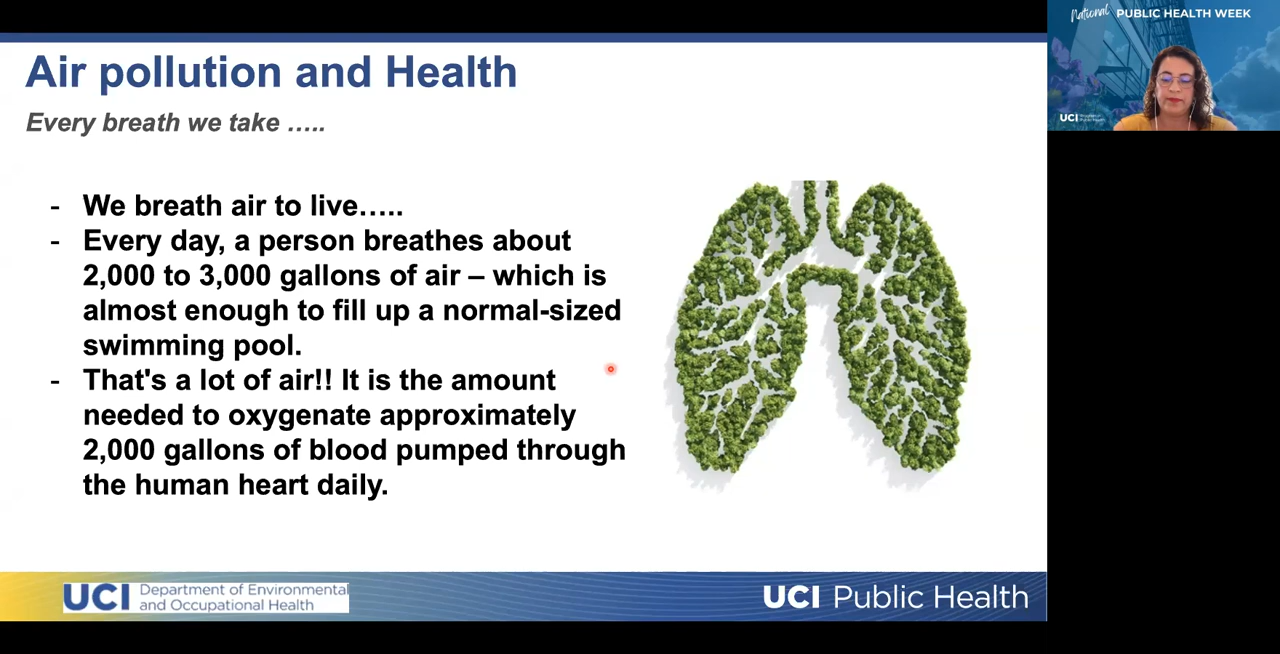 Air pollution and Health
Every breath we take .....
- We breath air to live.....
- Every day, a person breathes about
2,000 to 3,000 gallons of air – which is
almost enough to fill up a normal-sized
swimming pool.
- That's a lot of air!! It is the amount
needed to oxygenate approximately
2,000 gallons of blood pumped through
the human heart daily.
UCI Department of Environmental
and Occupational Health
UCI Public Health
National PUBLIC HEALTH WEEK
UCI
Public Health